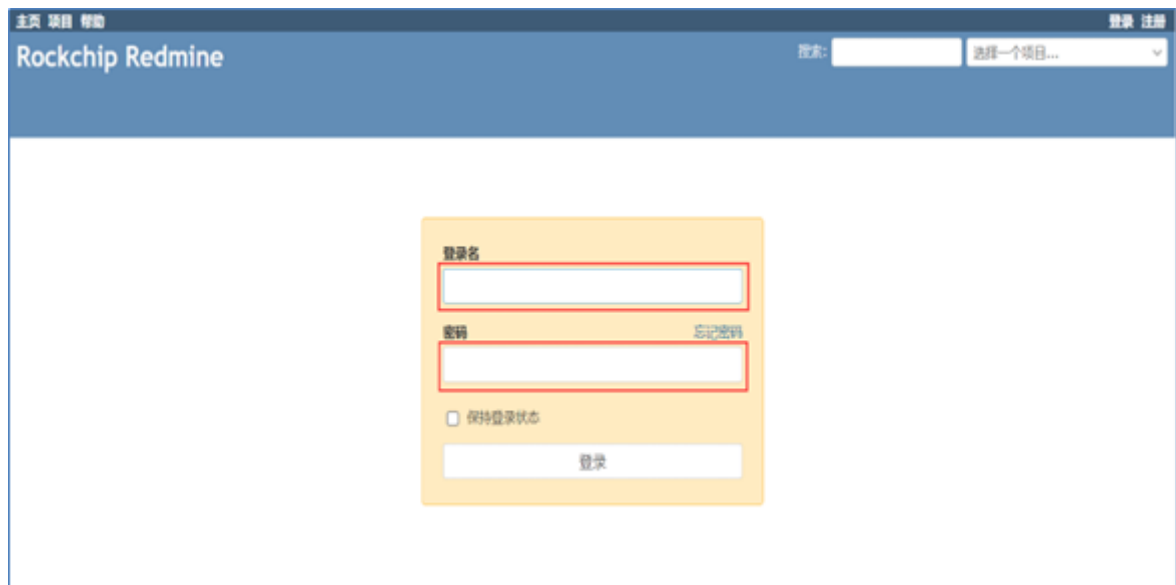 主页 项目 帮助 登录 注册
Rockchip Redmine 搜索: 选择一个项目...
登录名
密码 忘记密码
保持登录状态
登录